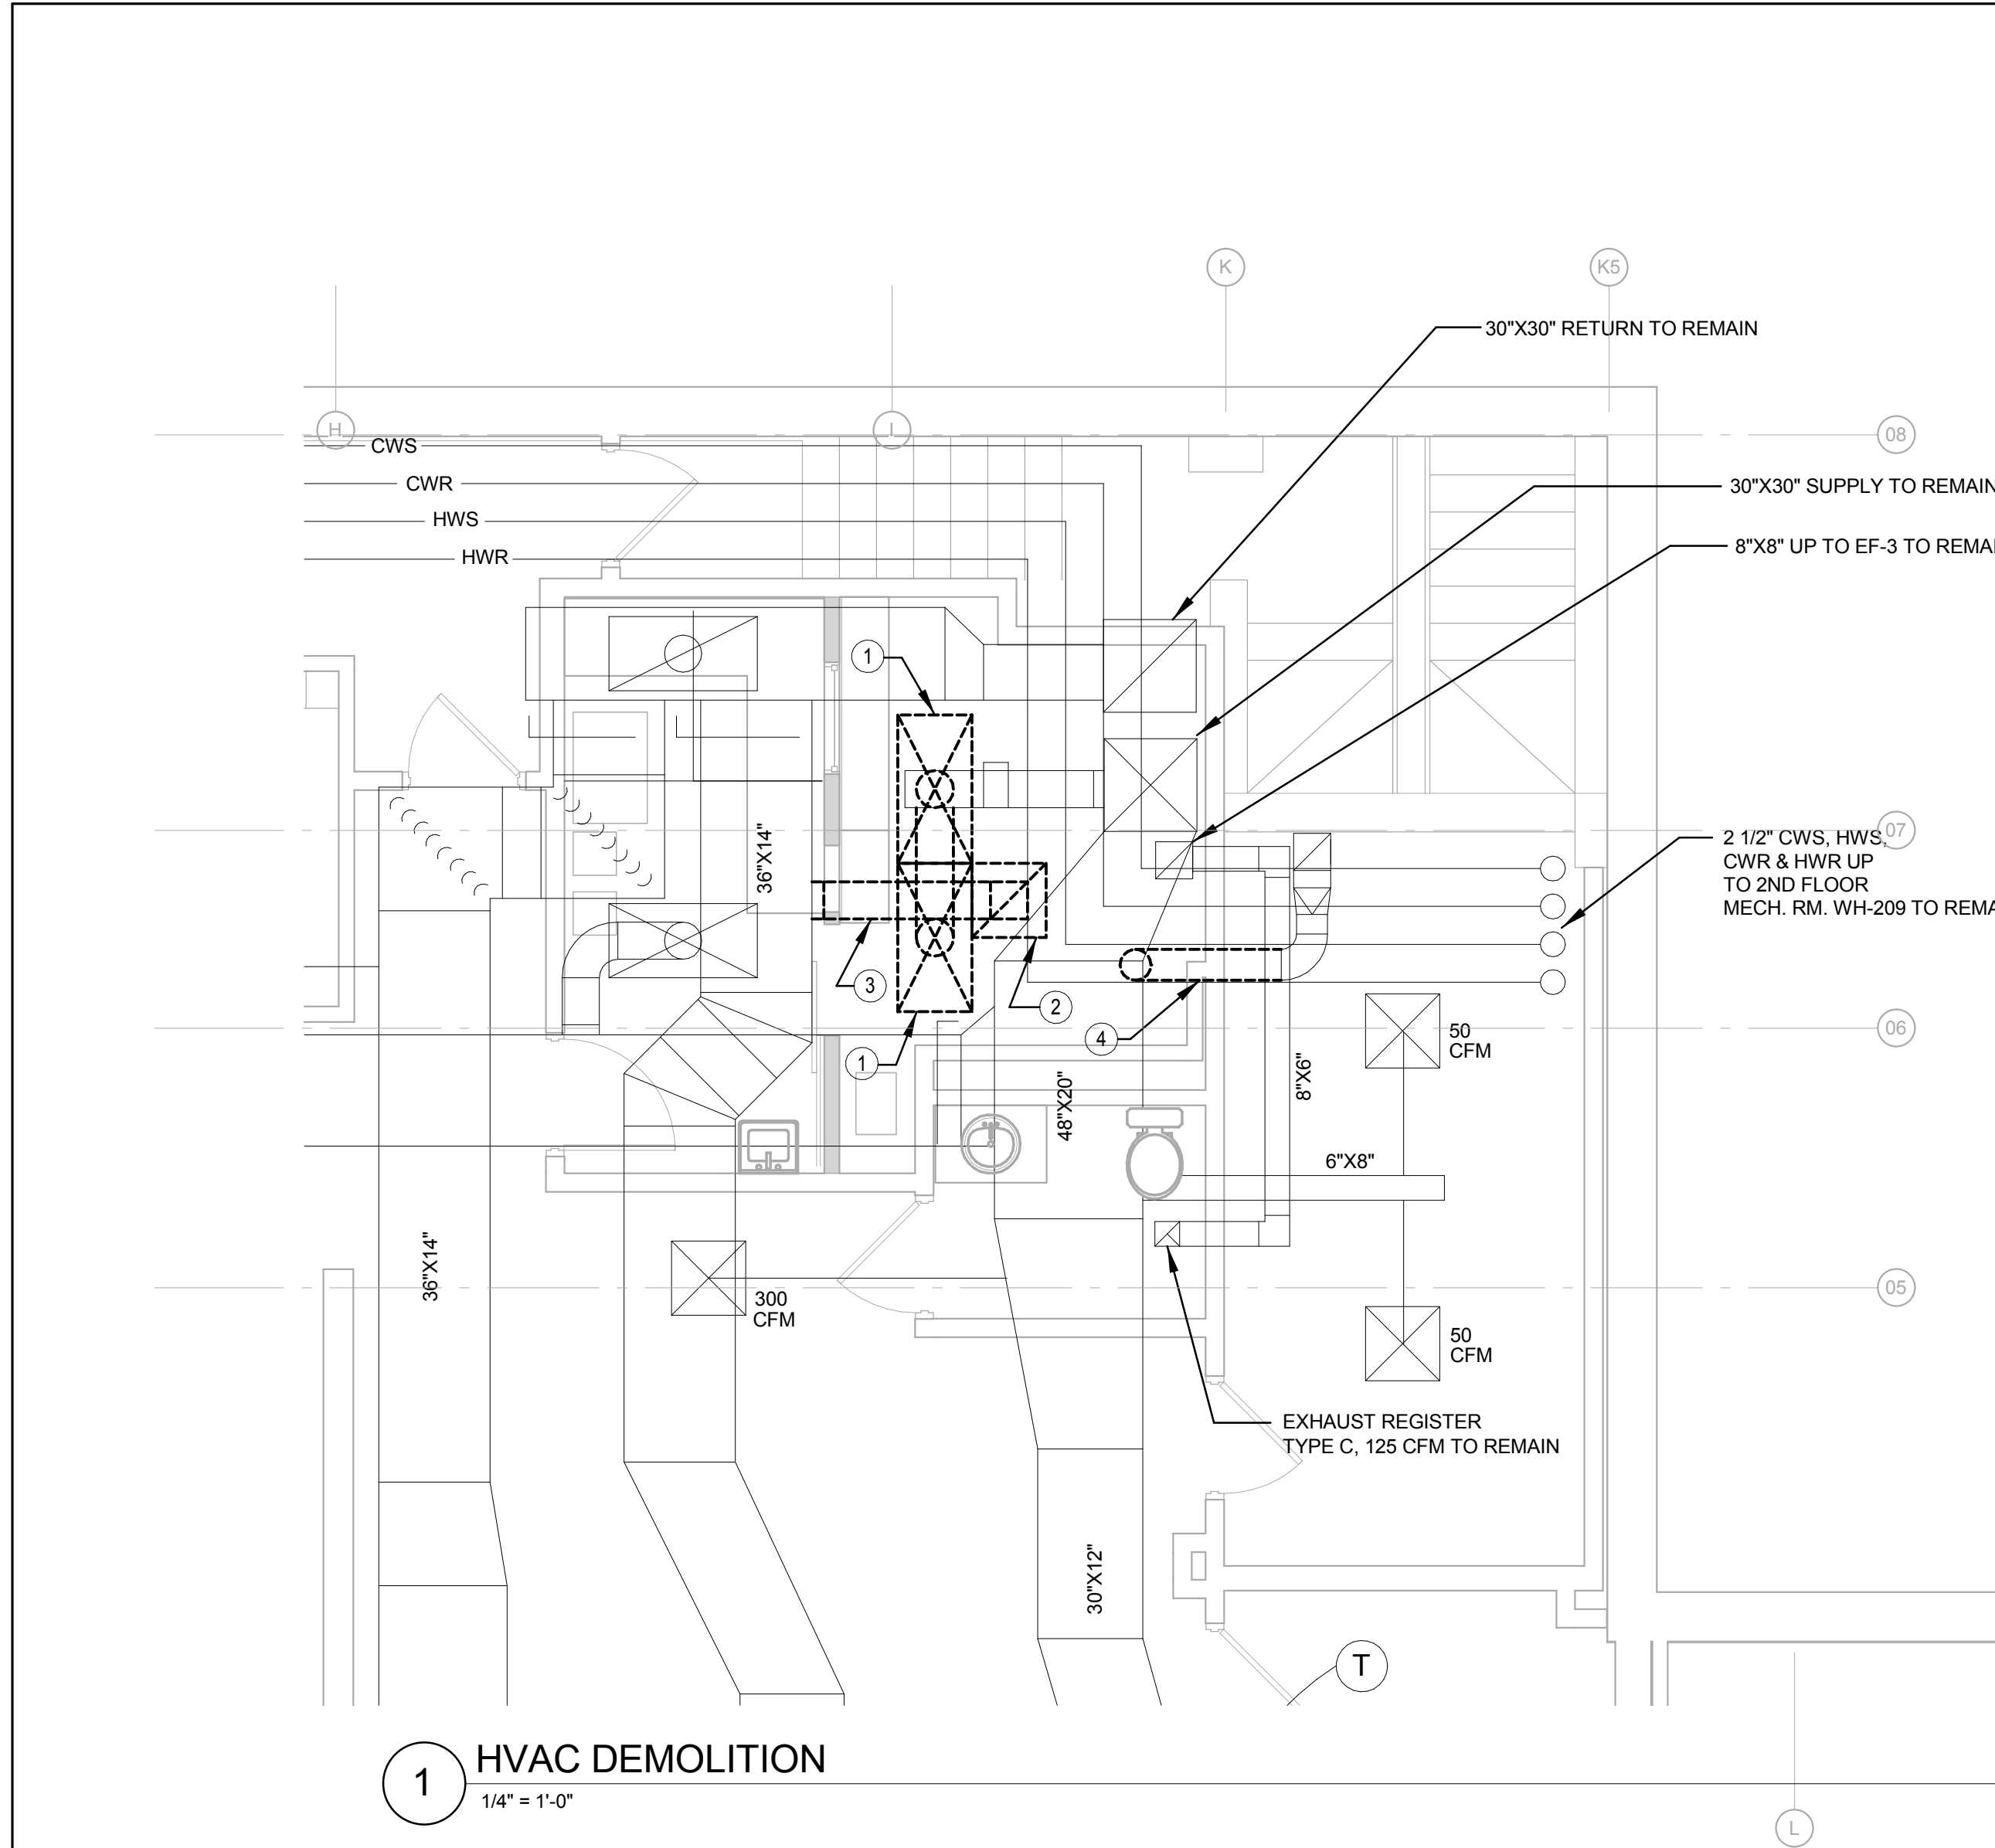 K
K5
30"X30" RETURN TO REMAIN
H
I
08
CWS
CWR
30"X30" SUPPLY TO REMAIN
HWS
8"X8" UP TO EF-3 TO REMAI
HWR
1
36"X14"
07
2 1/2" CWS, HWS,
CWR & HWR UP
TO 2ND FLOOR
MECH. RM. WH-209 TO REMA
3
2
4
06
50
CFM
1
8"X6"
48"X20"
6"X8"
36"X14"
300
CFM
05
50
CFM
EXHAUST REGISTER
TYPE C, 125 CFM TO REMAIN
30"X12"
T
1
HVAC DEMOLITION
1/4" = 1'-0"
L